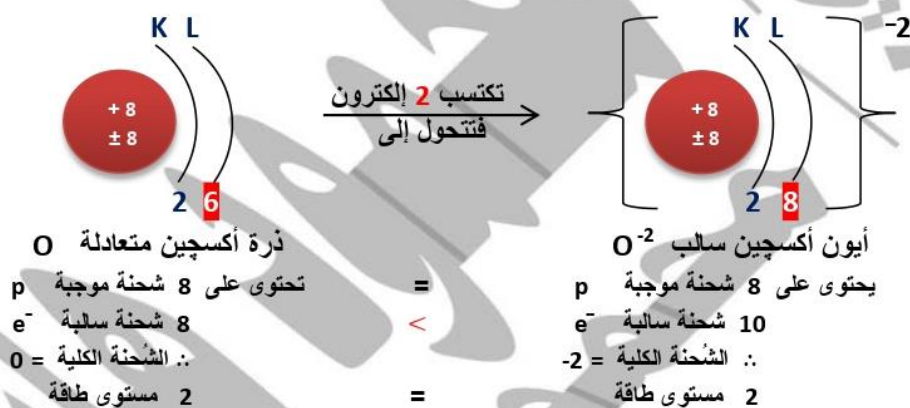 K L
K L
-2
+ 8
± 8
تكتسب 2 إلكترون
فتتحول إلى
+ 8
± 8
2 6
2 8
ذرة أكسچين متعادلة O
أيون أكسچين سالب O-2
تحتوى على 8 شحنة موجبة p = يحتوى على 8 شحنة موجبة p
8 شحنة سالبة e- < 10 شحنة سالبة e-
∴ الشُحنة الكلية = 0
∴ الشُحنة الكلية = 2-
2 مستوى طاقة = 2 مستوى طاقة